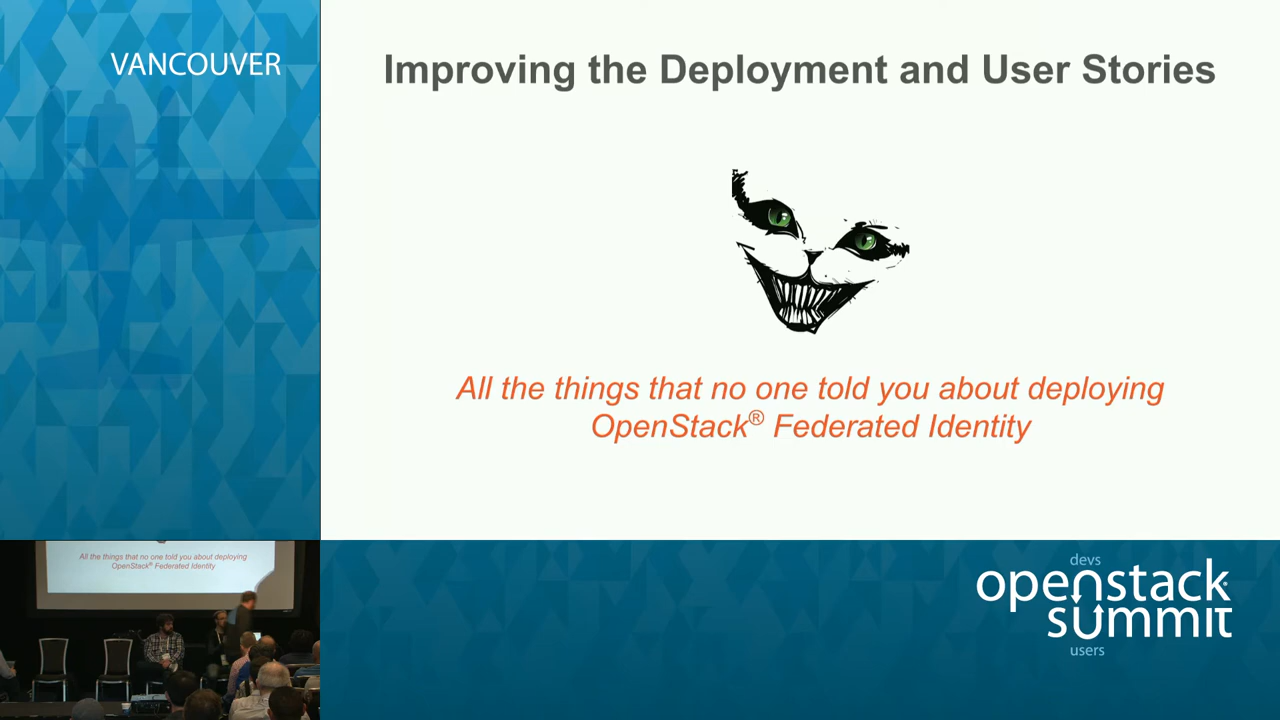 VANCOUVER
Improving the Deployment and User Stories
All the things that no one told you about deploying
OpenStack® Federated Identity
All the things that no one told you about deploying
OpenStack® Federated Identity
devs
openstack
summit
users